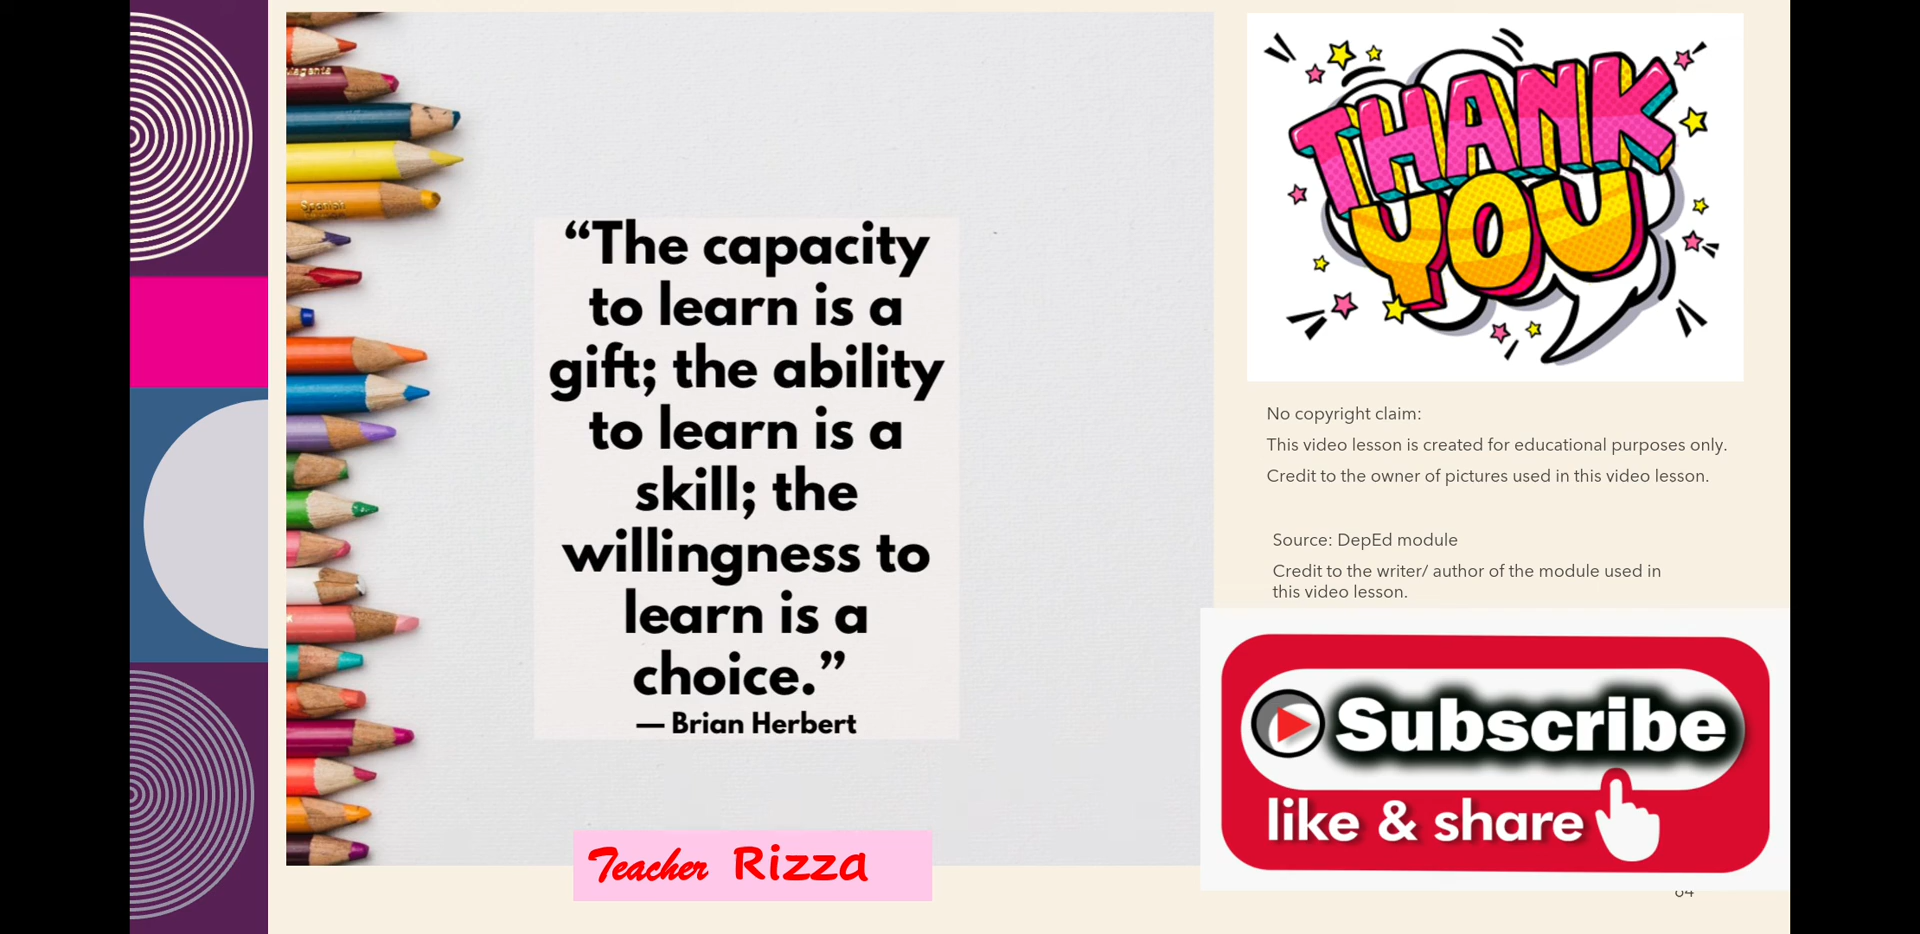 Magenta
Spanish
“The capacity
to learn is a
gift; the ability
to learn is a
skill; the
willingness to
learn is a
choice.”
— Brian Herbert
Teacher Rizza
THANK
YOU
No copyright claim:
This video lesson is created for educational purposes only.
Credit to the owner of pictures used in this video lesson.
Source: DepEd module
Credit to the writer/ author of the module used in
this video lesson.
Subscribe
like & share